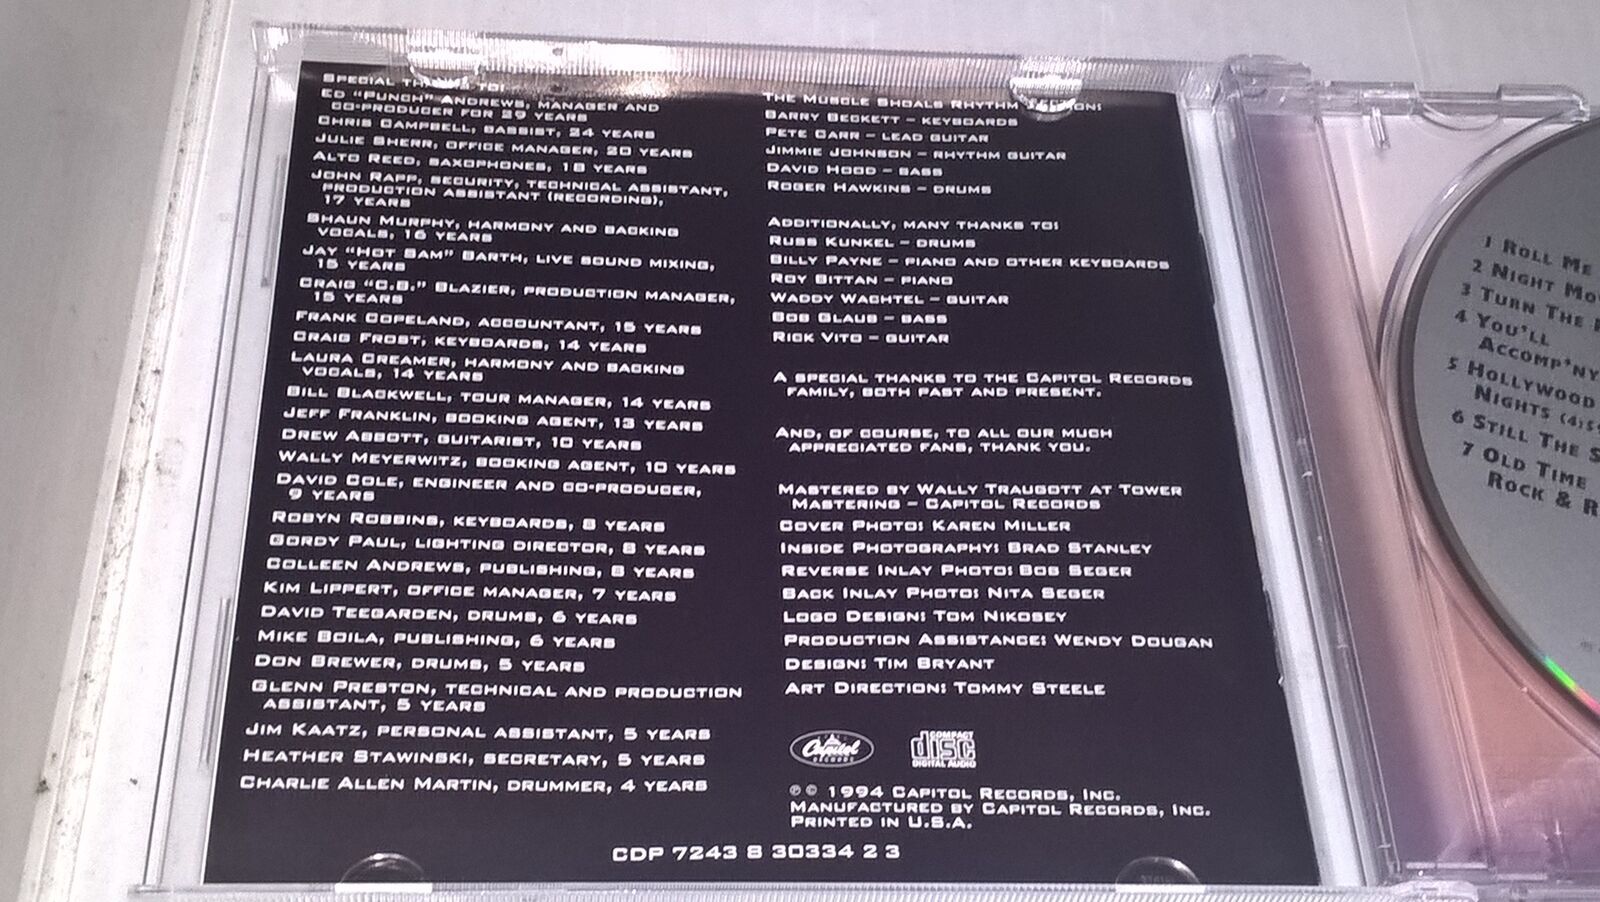 Special Thanks to:
Ed "Punch" Andrews, Manager and
Co-Producer for 29 years
Chris Campbell, bassist, 24 years
Julie Sherr, office manager, 20 years
Alto Reed, saxophones, 18 years
John Rapp, security, technical assistant,
production assistant (recording),
17 years
Shaun Murphy, harmony and backing
vocals, 16 years
Jay "Hot Sam" Barth, live sound mixing,
15 years
Craig "C.B." Blazier, production manager,
15 years
Frank Copeland, accountant, 15 years
Craig Frost, keyboards, 14 years
Laura Creamer, harmony and backing
vocals, 14 years
Bill Blackwell, tour manager, 14 years
Jeff Franklin, booking agent, 13 years
Drew Abbott, guitarist, 10 years
Wally Meyerwitz, booking agent, 10 years
David Cole, engineer and co-producer,
9 years
Robyn Robbins, keyboards, 8 years
Gordy Paul, lighting director, 8 years
Colleen Andrews, publishing, 8 years
Kim Lippert, office manager, 7 years
David Teegarden, drums, 6 years
Mike Boila, publishing, 6 years
Don Brewer, drums, 5 years
Glenn Preston, technical and production
assistant, 5 years
Jim Kaatz, personal assistant, 5 years
Heather Stawinski, secretary, 5 years
Charlie Allen Martin, drummer, 4 years
The Muscle Shoals Rhythm Section:
Barry Beckett – keyboards
Pete Carr – lead guitar
Jimmie Johnson – rhythm guitar
David Hood – bass
Roger Hawkins – drums
Additionally, many thanks to:
Russ Kunkel – drums
Billy Payne – piano and other keyboards
Roy Bittan – piano
Waddy Wachtel – guitar
Bob Glaub – bass
Rick Vito – guitar
A special thanks to the Capitol Records
family, both past and present.
And, of course, to all our much
appreciated fans, thank you.
Mastered by Wally Traugott at Tower
Mastering – Capitol Records
Cover Photo: Karen Miller
Inside Photography: Brad Stanley
Reverse Inlay Photo: Bob Seger
Back Inlay Photo: Nita Seger
Logo Design: Tom Nikosey
Production Assistance: Wendy Dougan
Design: Tim Bryant
Art Direction: Tommy Steele
Capitol
RECORDS
COMPACT
disc
DIGITAL AUDIO
℗ © 1994 Capitol Records, Inc.
Manufactured by Capitol Records, Inc.
Printed in U.S.A.
CDP 7243 8 30334 2 3
1 Roll Me
2 Night Mo
3 Turn The
4 You'll
Accomp'ny
5 Hollywood
Nights (4:5
6 Still The S
7 Old Time
Rock & R